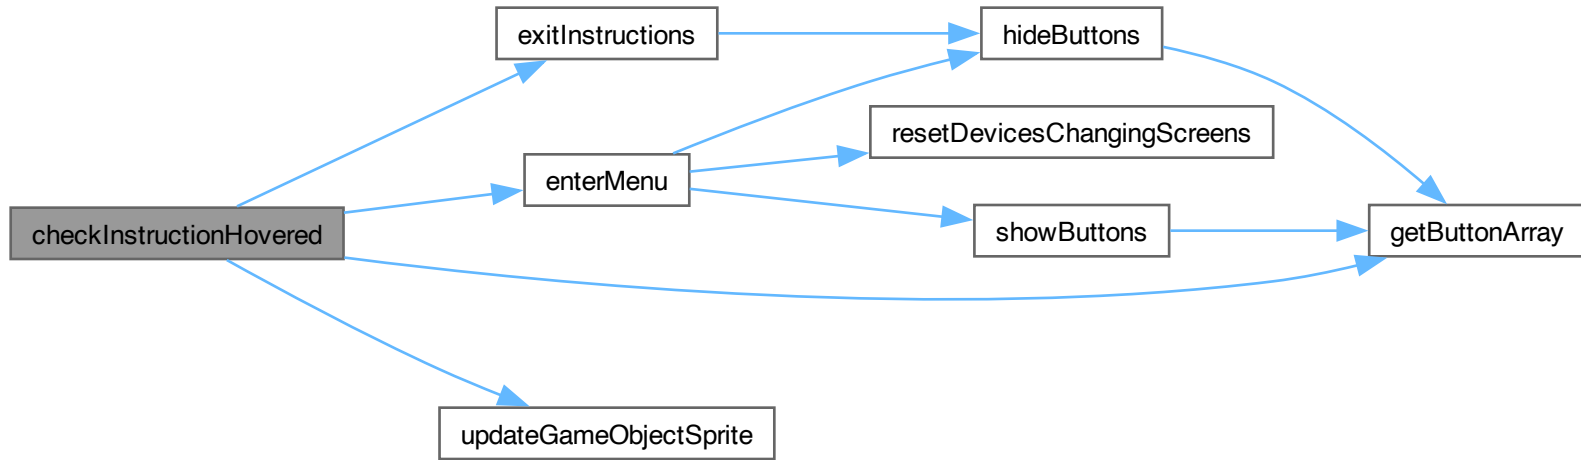 exitInstructions
hideButtons
resetDevicesChangingScreens
enterMenu
checkInstructionHovered
showButtons
getButtonArray
updateGameObjectSprite